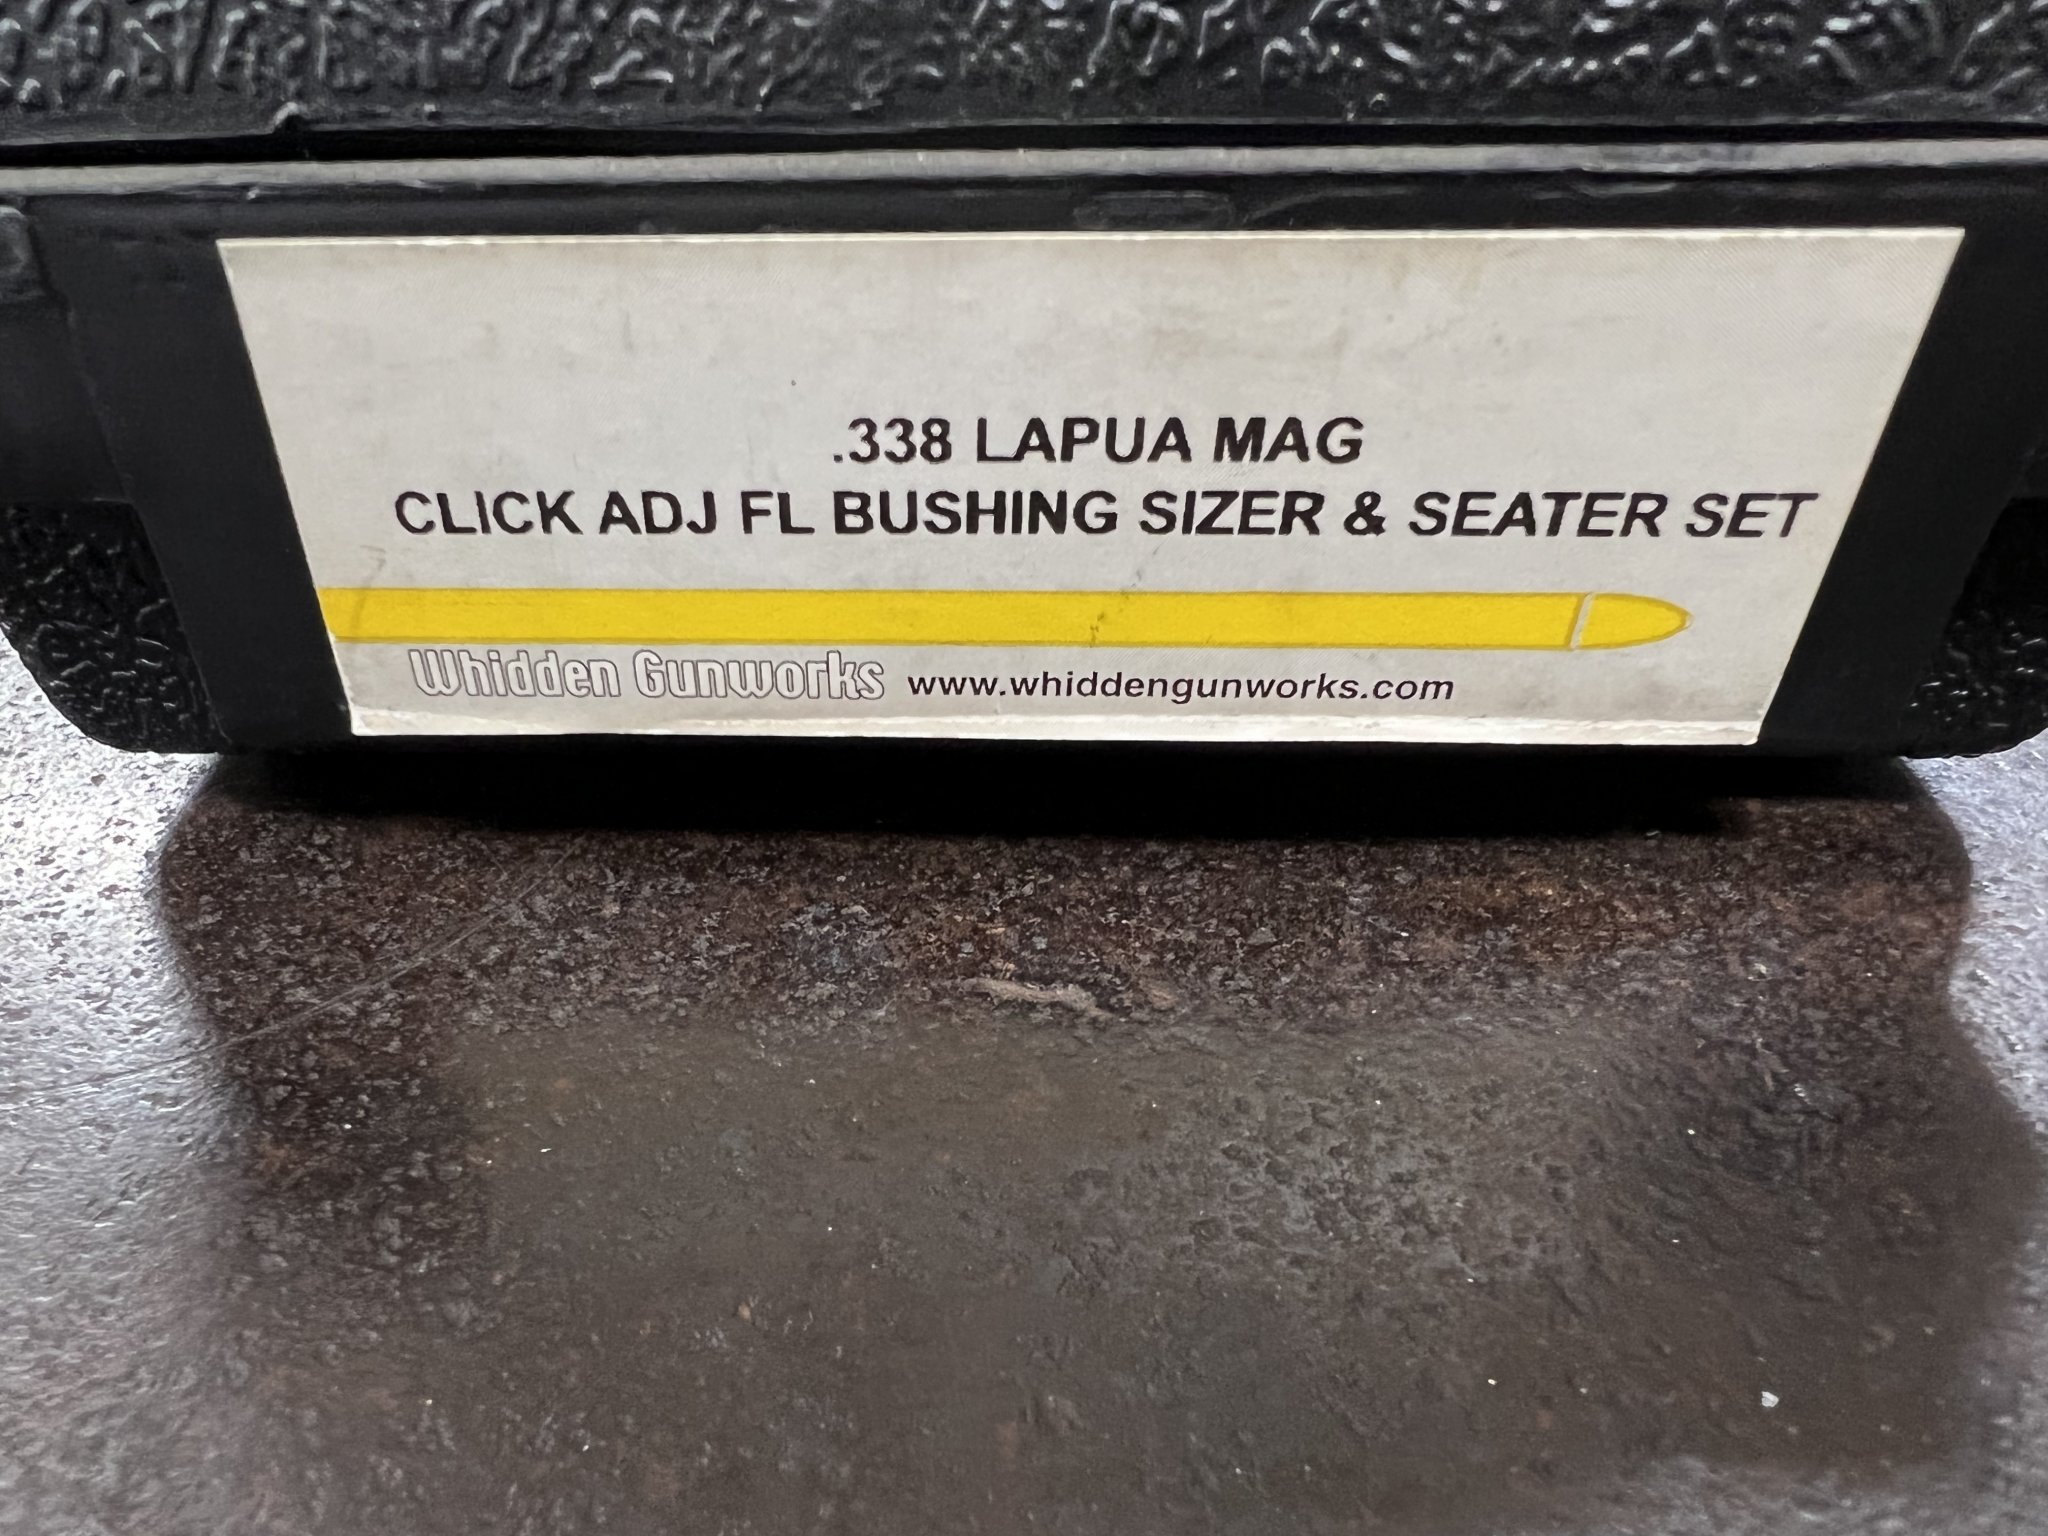 .338 LAPUA MAG
CLICK ADJ FL BUSHING SIZER & SEATER SET
Whidden Gunworks www.whiddengunworks.com